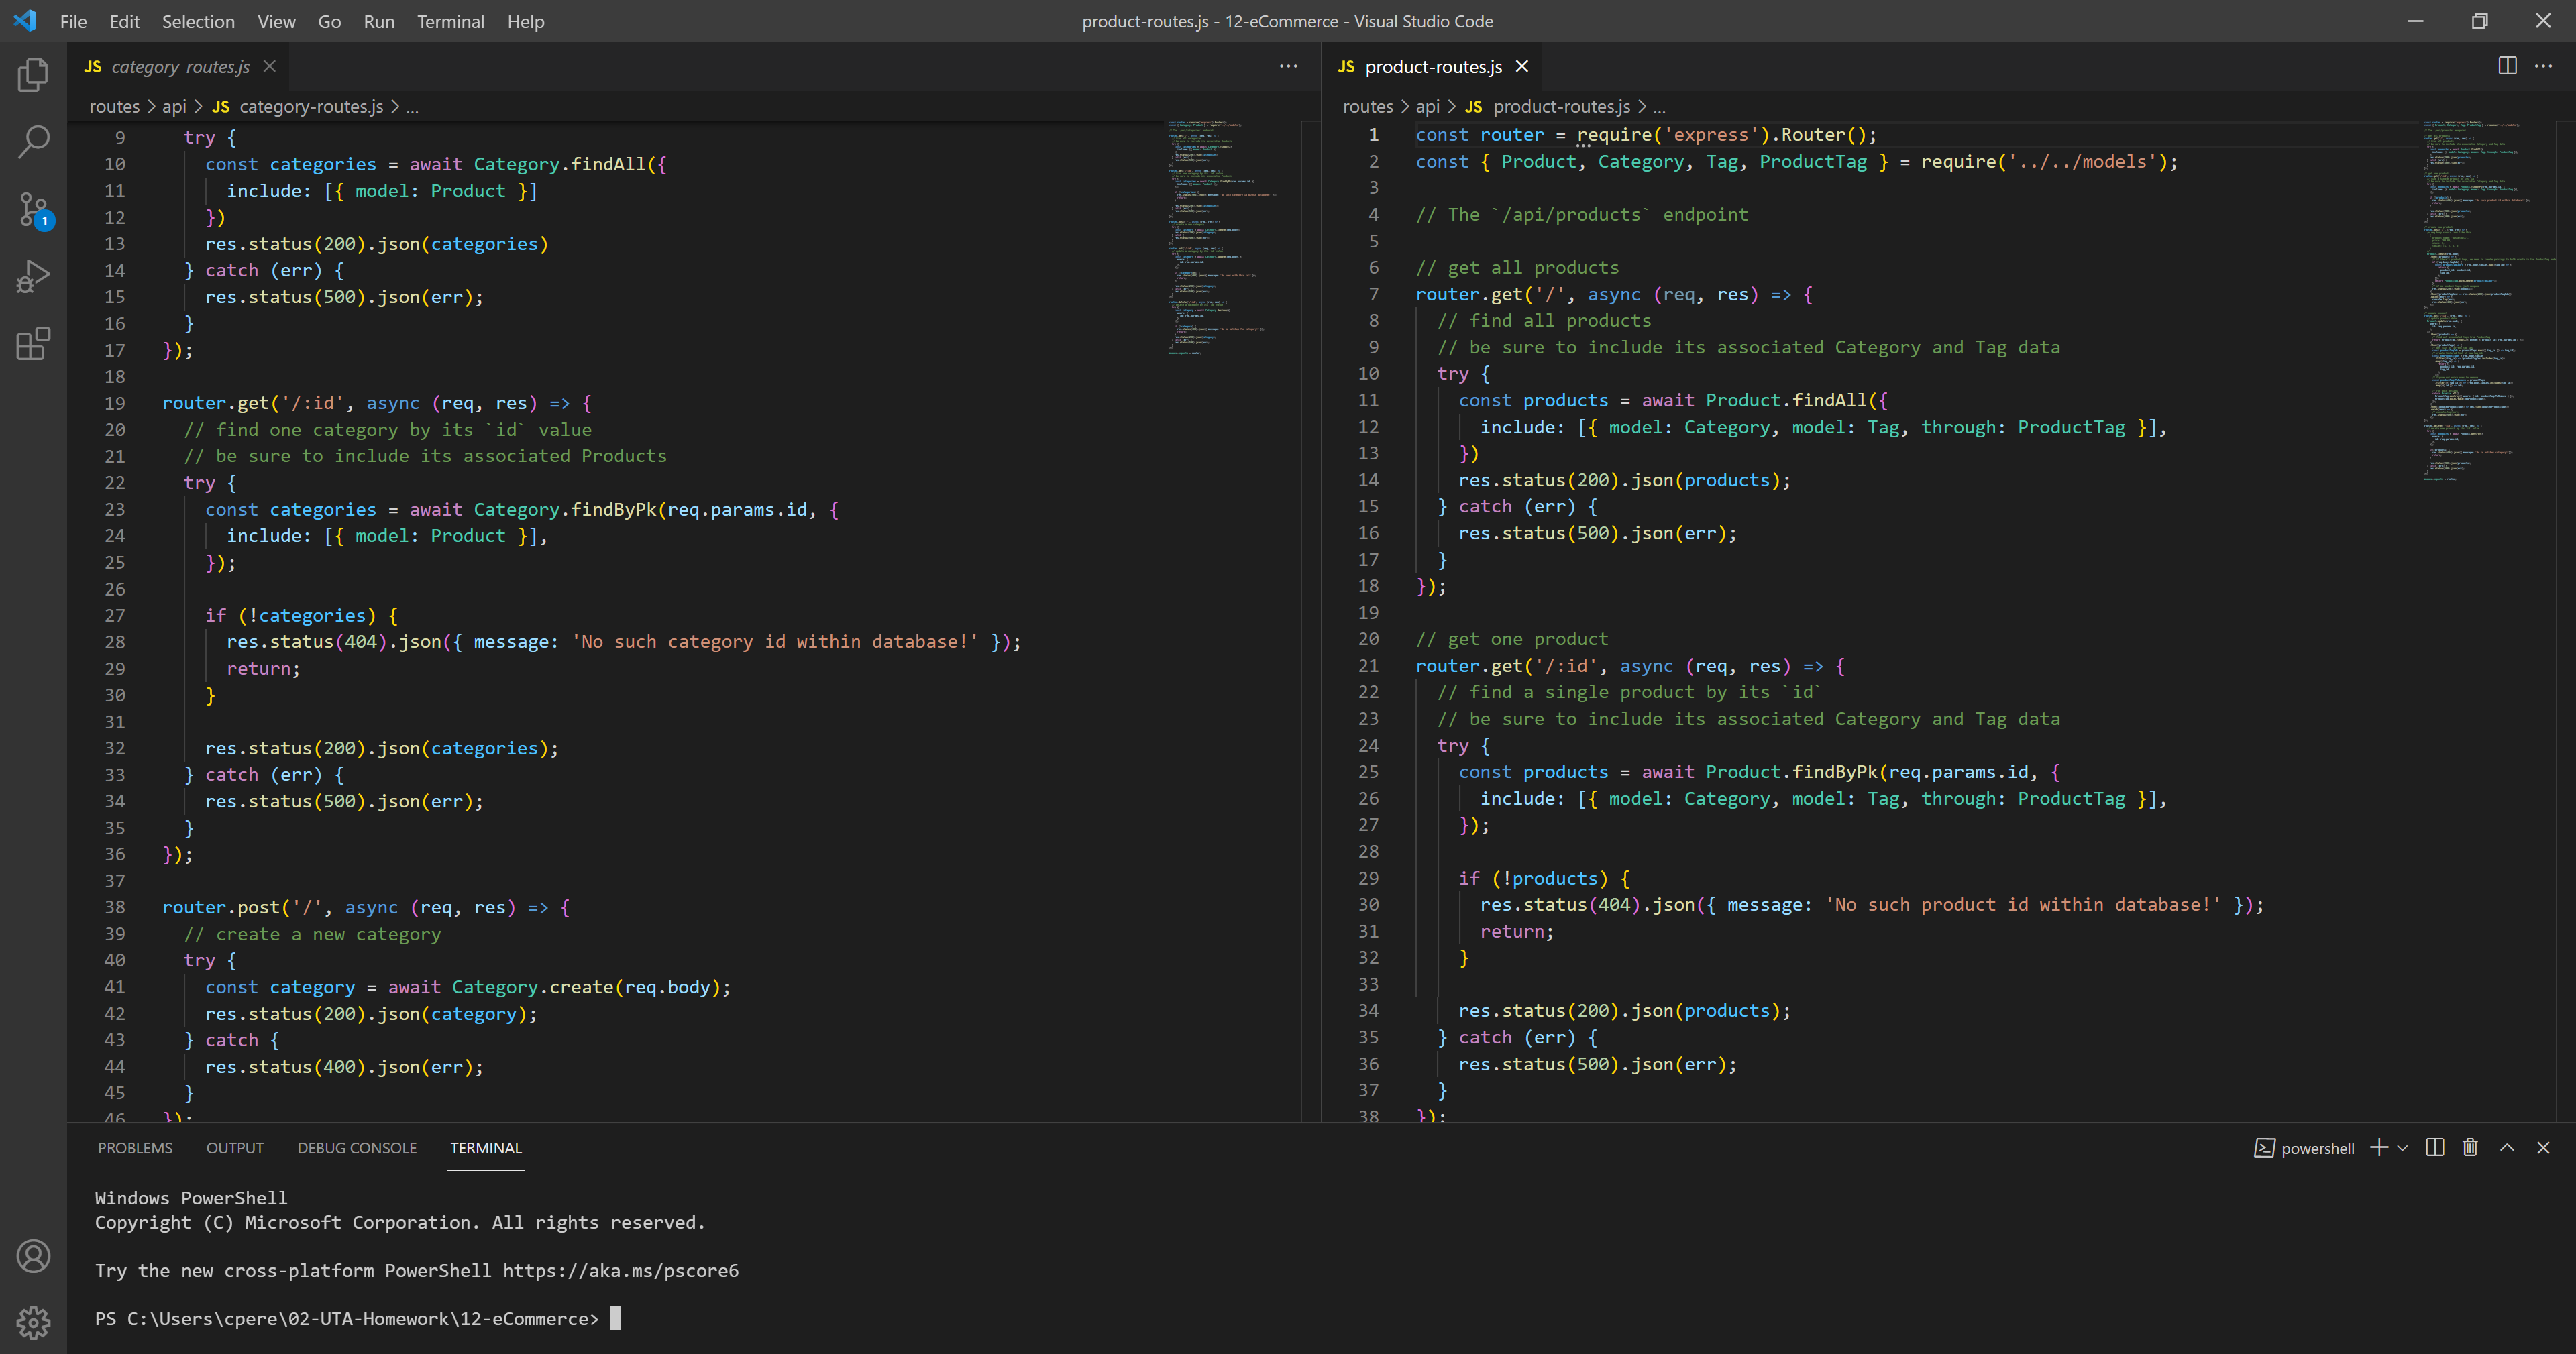 File Edit Selection View Go Run Terminal Help
product-routes.js - 12-eCommerce - Visual Studio Code
1
JS category-routes.js
routes > api > JS category-routes.js > ...
9 try {
10 const categories = await Category.findAll({
11 include: [{ model: Product }]
12 })
13 res.status(200).json(categories)
14 } catch (err) {
15 res.status(500).json(err);
16 }
17 });
18
19 router.get('/:id', async (req, res) => {
20 // find one category by its `id` value
21 // be sure to include its associated Products
22 try {
23 const categories = await Category.findByPk(req.params.id, {
24 include: [{ model: Product }],
25 });
26
27 if (!categories) {
28 res.status(404).json({ message: 'No such category id within database!' });
29 return;
30 }
31
32 res.status(200).json(categories);
33 } catch (err) {
34 res.status(500).json(err);
35 }
36 });
37
38 router.post('/', async (req, res) => {
39 // create a new category
40 try {
41 const category = await Category.create(req.body);
42 res.status(200).json(category);
43 } catch {
44 res.status(400).json(err);
45 }
46 });
JS product-routes.js
routes > api > JS product-routes.js > ...
1 const router = require('express').Router();
2 const { Product, Category, Tag, ProductTag } = require('../../models');
3
4 // The `/api/products` endpoint
5
6 // get all products
7 router.get('/', async (req, res) => {
8 // find all products
9 // be sure to include its associated Category and Tag data
10 try {
11 const products = await Product.findAll({
12 include: [{ model: Category, model: Tag, through: ProductTag }],
13 })
14 res.status(200).json(products);
15 } catch (err) {
16 res.status(500).json(err);
17 }
18 });
19
20 // get one product
21 router.get('/:id', async (req, res) => {
22 // find a single product by its `id`
23 // be sure to include its associated Category and Tag data
24 try {
25 const products = await Product.findByPk(req.params.id, {
26 include: [{ model: Category, model: Tag, through: ProductTag }],
27 });
28
29 if (!products) {
30 res.status(404).json({ message: 'No such product id within database!' });
31 return;
32 }
33
34 res.status(200).json(products);
35 } catch (err) {
36 res.status(500).json(err);
37 }
38 });
PROBLEMS OUTPUT DEBUG CONSOLE TERMINAL
powershell
Windows PowerShell
Copyright (C) Microsoft Corporation. All rights reserved.
Try the new cross-platform PowerShell https://aka.ms/pscore6
PS C:\Users\cpere\02-UTA-Homework\12-eCommerce>